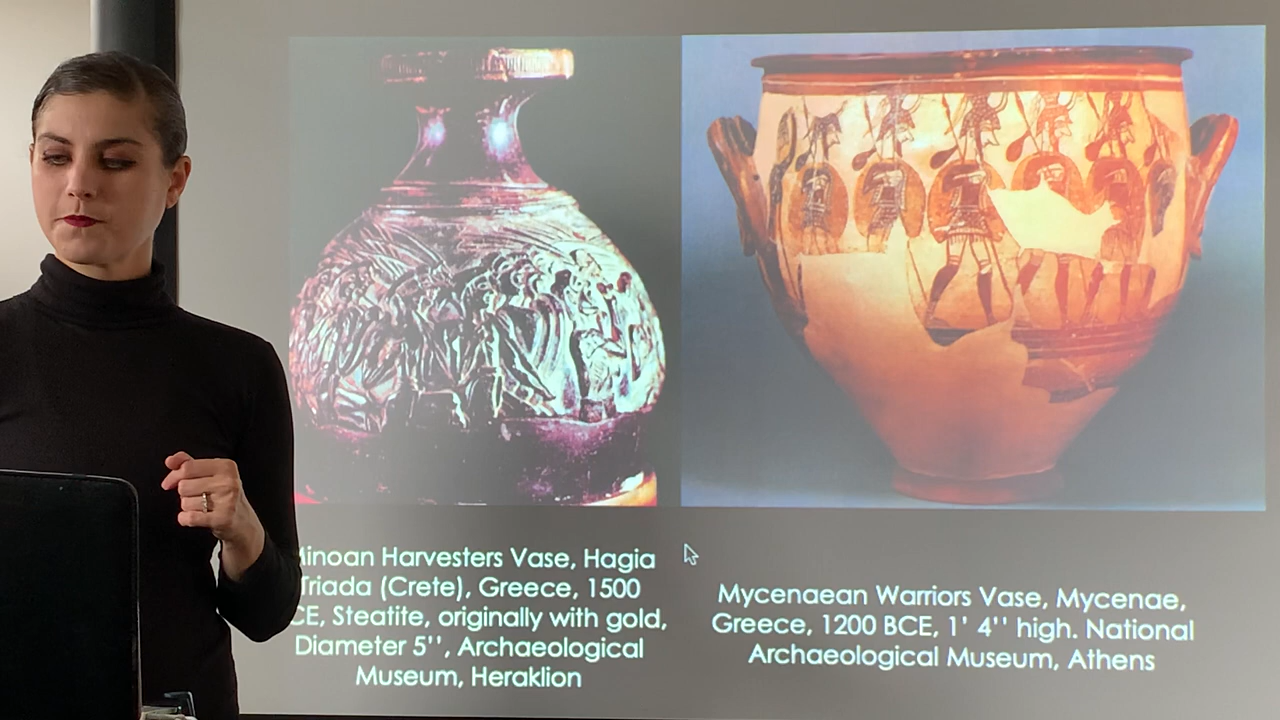 inoan Harvesters Vase, Hagia
Triada (Crete), Greece, 1500
CE, Steatite, originally with gold,
Diameter 5'', Archaeological
Museum, Heraklion
Mycenaean Warriors Vase, Mycenae,
Greece, 1200 BCE, 1' 4'' high. National
Archaeological Museum, Athens